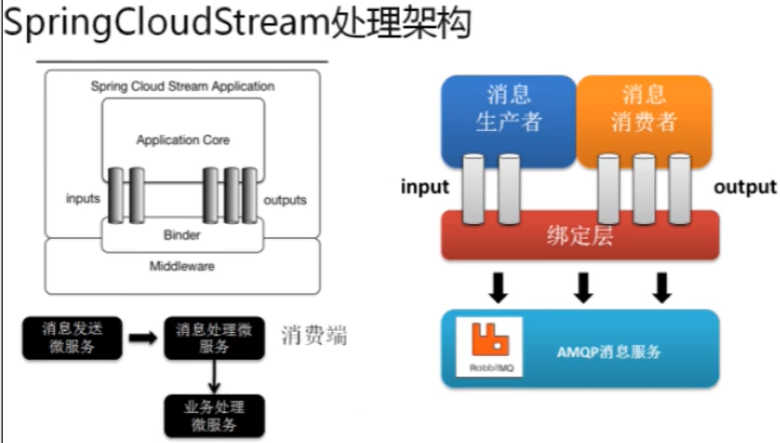 SpringCloudStream处理架构
Spring Cloud Stream Application
Application Core
inputs
outputs
Binder
Middleware
消息发送
微服务
消息处理微
服务
消费端
业务处理
微服务
消息
生产者
消息
消费者
input
output
绑定层
RabbitMQ
AMQP消息服务